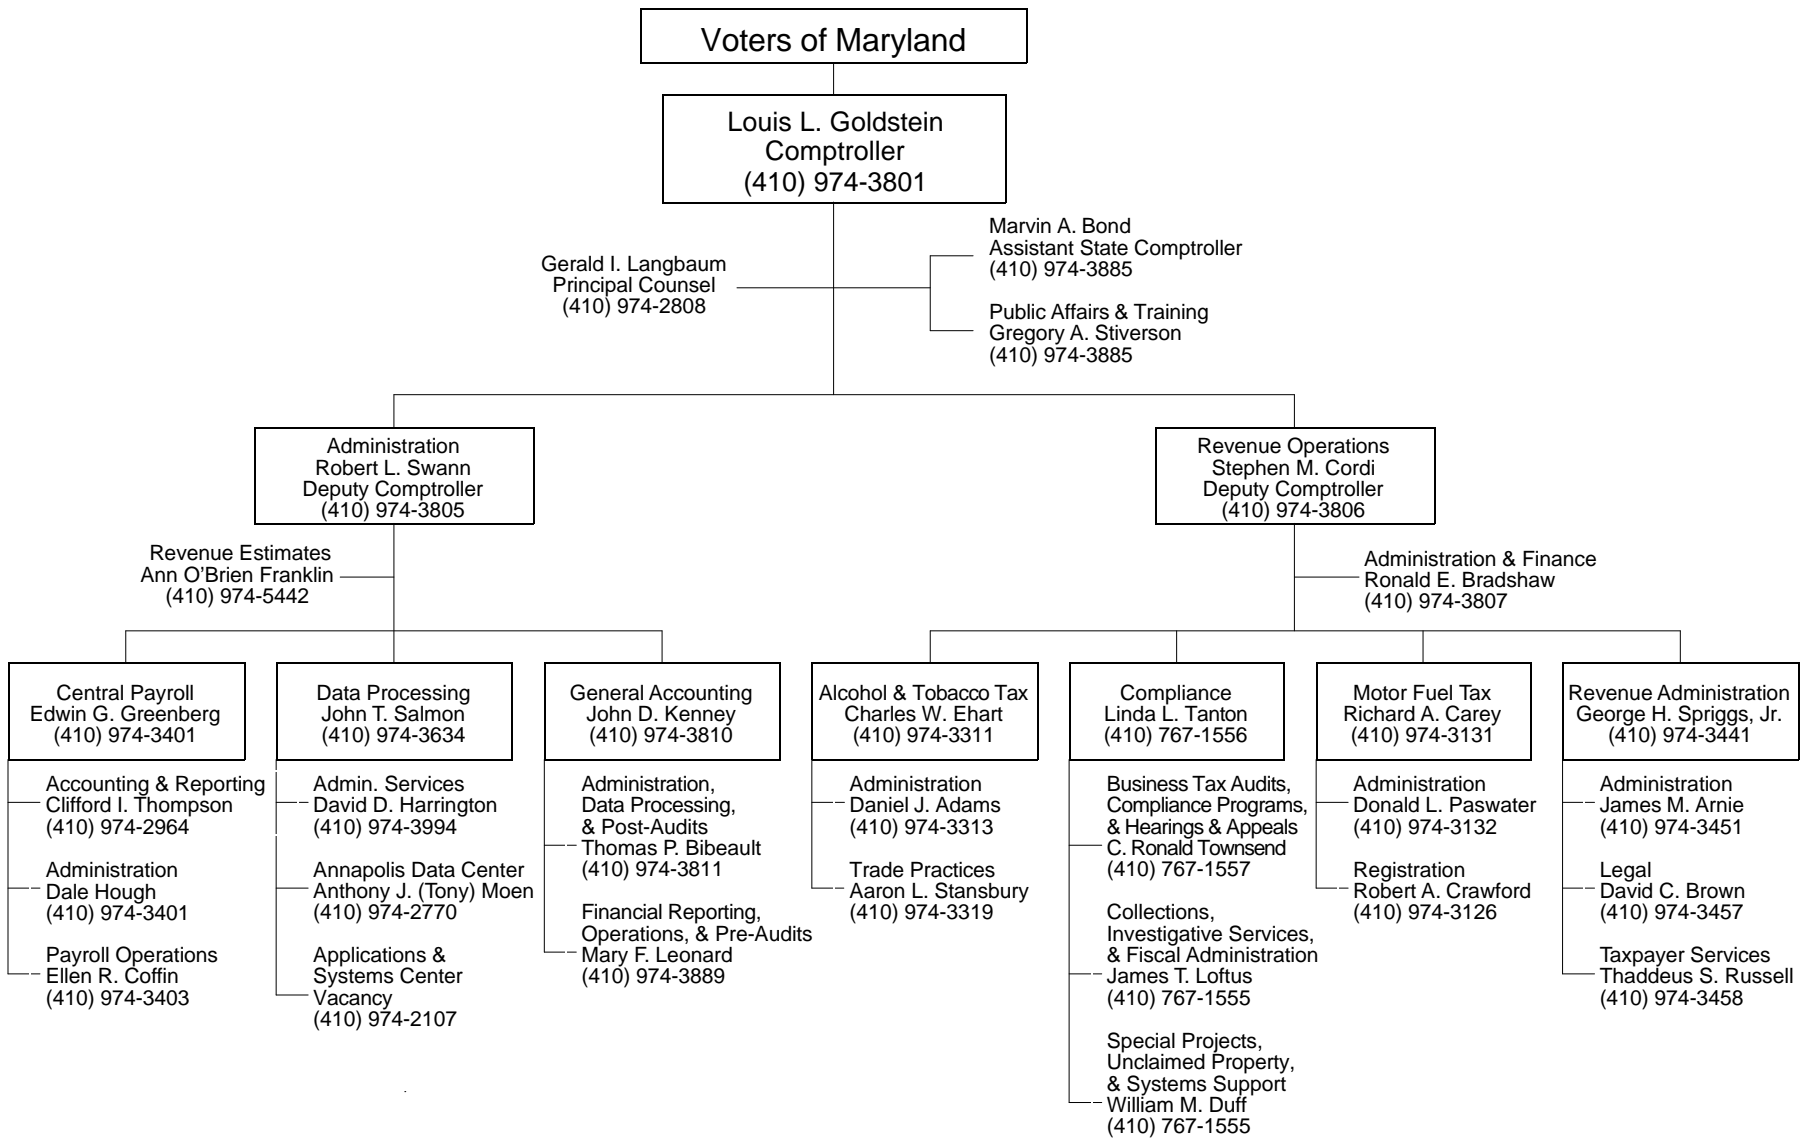 Voters of Maryland
Louis L. Goldstein
Comptroller
(410) 974-3801
Gerald I. Langbaum
Principal Counsel
(410) 974-2808
Marvin A. Bond
Assistant State Comptroller
(410) 974-3885
Public Affairs & Training
Gregory A. Stiverson
(410) 974-3885
Administration
Robert L. Swann
Deputy Comptroller
(410) 974-3805
Revenue Operations
Stephen M. Cordi
Deputy Comptroller
(410) 974-3806
Revenue Estimates
Ann O’Brien Franklin
(410) 974-5442
Administration & Finance
Ronald E. Bradshaw
(410) 974-3807
Central Payroll
Edwin G. Greenberg
(410) 974-3401
Accounting & Reporting
Clifford I. Thompson
(410) 974-2964
Administration
Dale Hough
(410) 974-3401
Payroll Operations
Ellen R. Coffin
(410) 974-3403
Data Processing
John T. Salmon
(410) 974-3634
Admin. Services
David D. Harrington
(410) 974-3994
Annapolis Data Center
Anthony J. (Tony) Moen
(410) 974-2770
Applications &
Systems Center
Vacancy
(410) 974-2107
General Accounting
John D. Kenney
(410) 974-3810
Administration,
Data Processing,
& Post-Audits
Thomas P. Bibeault
(410) 974-3811
Financial Reporting,
Operations, & Pre-Audits
Mary F. Leonard
(410) 974-3889
Alcohol & Tobacco Tax
Charles W. Ehart
(410) 974-3311
Administration
Daniel J. Adams
(410) 974-3313
Trade Practices
Aaron L. Stansbury
(410) 974-3319
Compliance
Linda L. Tanton
(410) 767-1556
Business Tax Audits,
Compliance Programs,
& Hearings & Appeals
C. Ronald Townsend
(410) 767-1557
Collections,
Investigative Services,
& Fiscal Administration
James T. Loftus
(410) 767-1555
Special Projects,
Unclaimed Property,
& Systems Support
William M. Duff
(410) 767-1555
Motor Fuel Tax
Richard A. Carey
(410) 974-3131
Administration
Donald L. Paswater
(410) 974-3132
Registration
Robert A. Crawford
(410) 974-3126
Revenue Administration
George H. Spriggs, Jr.
(410) 974-3441
Administration
James M. Arnie
(410) 974-3451
Legal
David C. Brown
(410) 974-3457
Taxpayer Services
Thaddeus S. Russell
(410) 974-3458